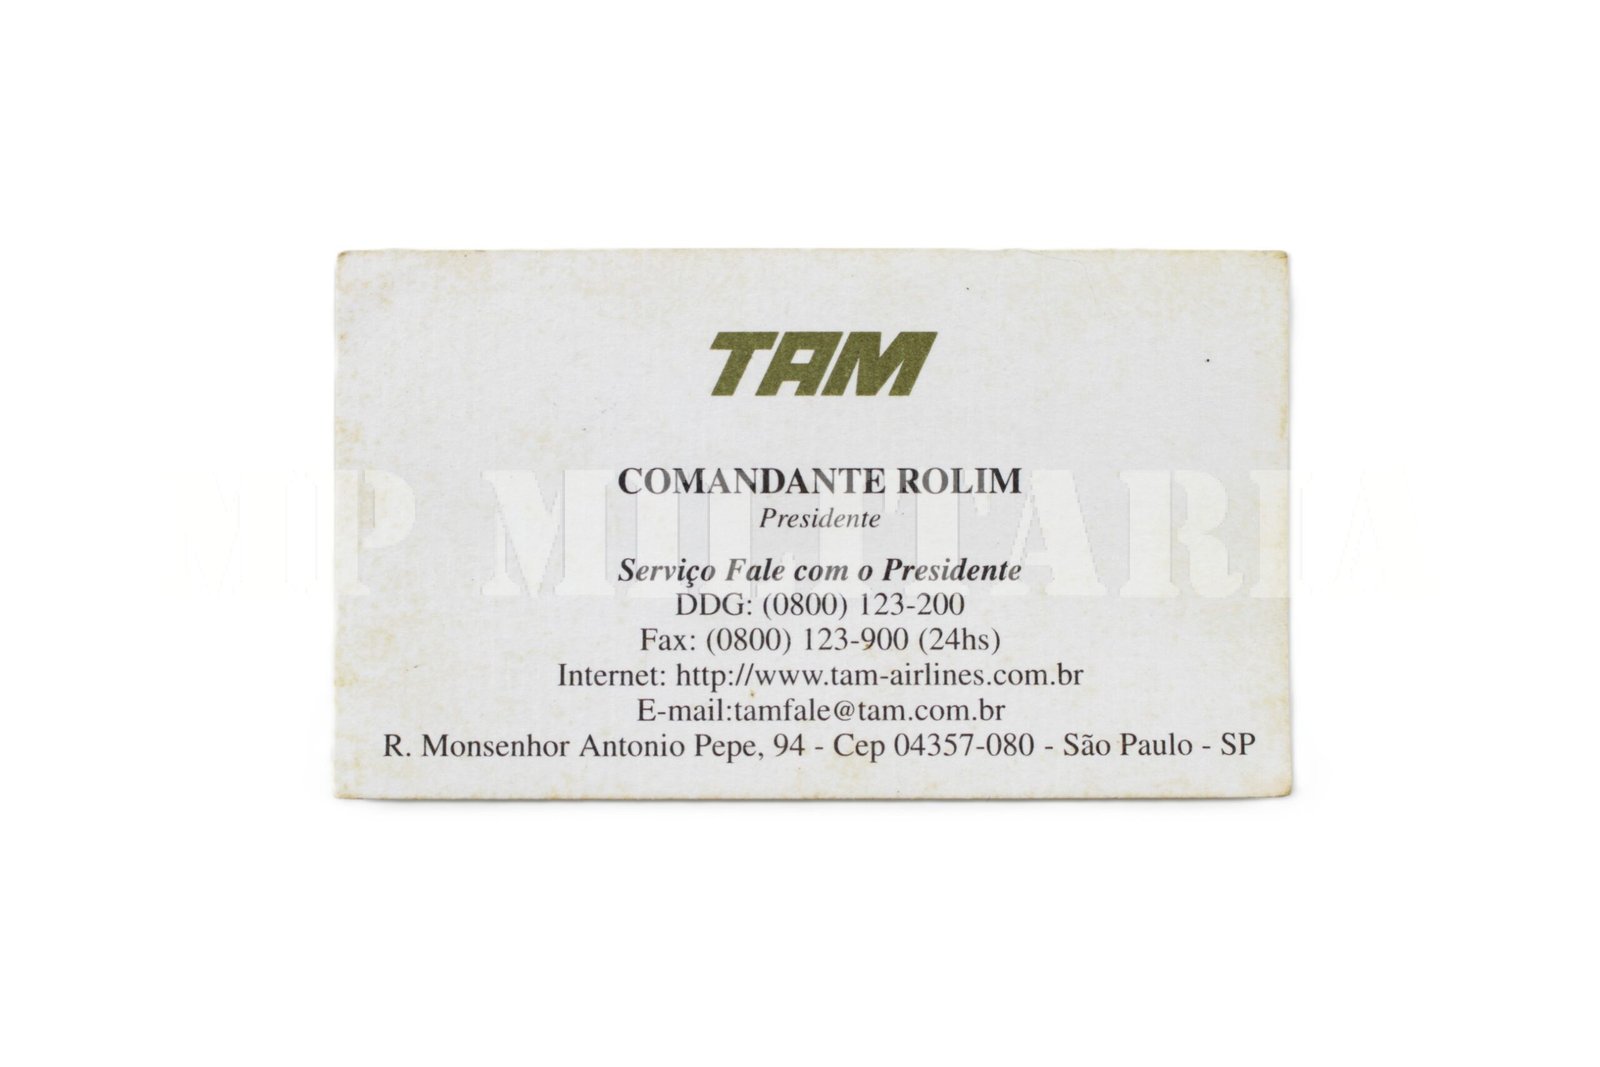 TAM
COMANDANTE ROLIM
Presidente
MP MILITARIA
Serviço Fale com o Presidente
DDG: (0800) 123-200
Fax: (0800) 123-900 (24hs)
Internet: http://www.tam-airlines.com.br
E-mail:tamfale@tam.com.br
R. Monsenhor Antonio Pepe, 94 - Cep 04357-080 - São Paulo - SP